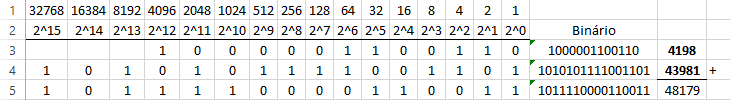 1 32768 16384 8192 4096 2048 1024 512 256 128 64 32 16 8 4 2 1
2 2^15 2^14 2^13 2^12 2^11 2^10 2^9 2^8 2^7 2^6 2^5 2^4 2^3 2^2 2^1 2^0 Binário
3 1 0 0 0 0 0 1 1 0 0 1 1 0 1000001100110 4198
4 1 0 1 0 1 0 1 1 1 1 0 0 1 1 0 1 1010101111001101 43981 +
5 1 0 1 1 1 1 0 0 0 0 1 1 0 0 1 1 1011110000110011 48179